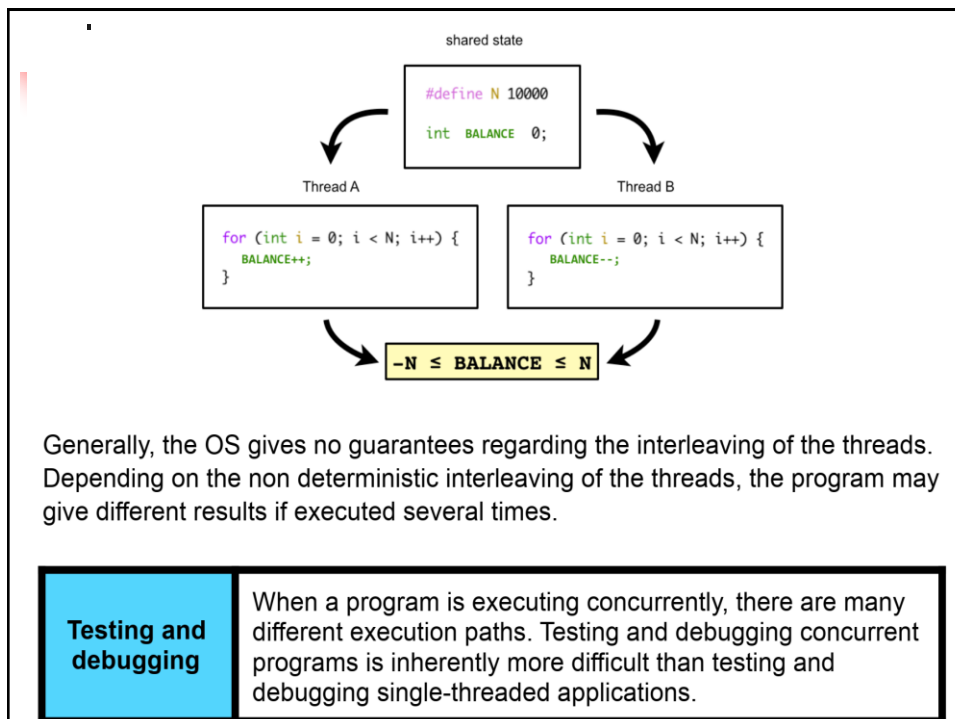 shared state
#define N 10000
int BALANCE 0;
Thread A
Thread B
for (int i = 0; i < N; i++) {
BALANCE++;
}
for (int i = 0; i < N; i++) {
BALANCE--;
}
-N ≤ BALANCE ≤ N
Generally, the OS gives no guarantees regarding the interleaving of the threads.
Depending on the non deterministic interleaving of the threads, the program may
give different results if executed several times.
Testing and
debugging
When a program is executing concurrently, there are many
different execution paths. Testing and debugging concurrent
programs is inherently more difficult than testing and
debugging single-threaded applications.